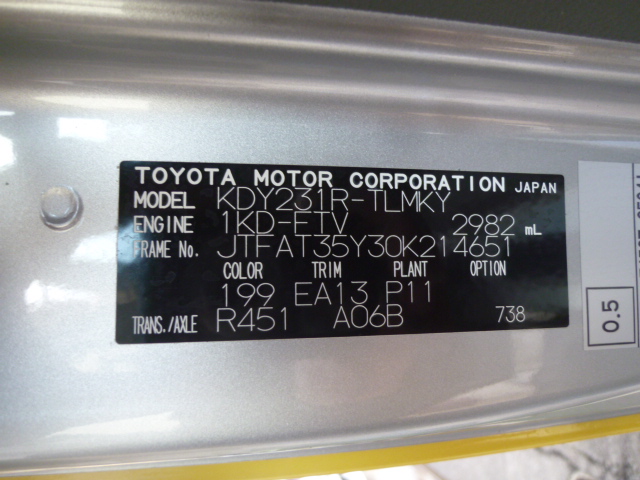 TOYOTA MOTOR CORPORATION JAPAN
MODEL KDY231R-TLMKY
ENGINE 1KD-FTV 2982 mL
FRAME No. JTFAT35Y30K214651
COLOR TRIM PLANT OPTION
199 EA13 P11
TRANS./AXLE R451 A06B 738
0.5